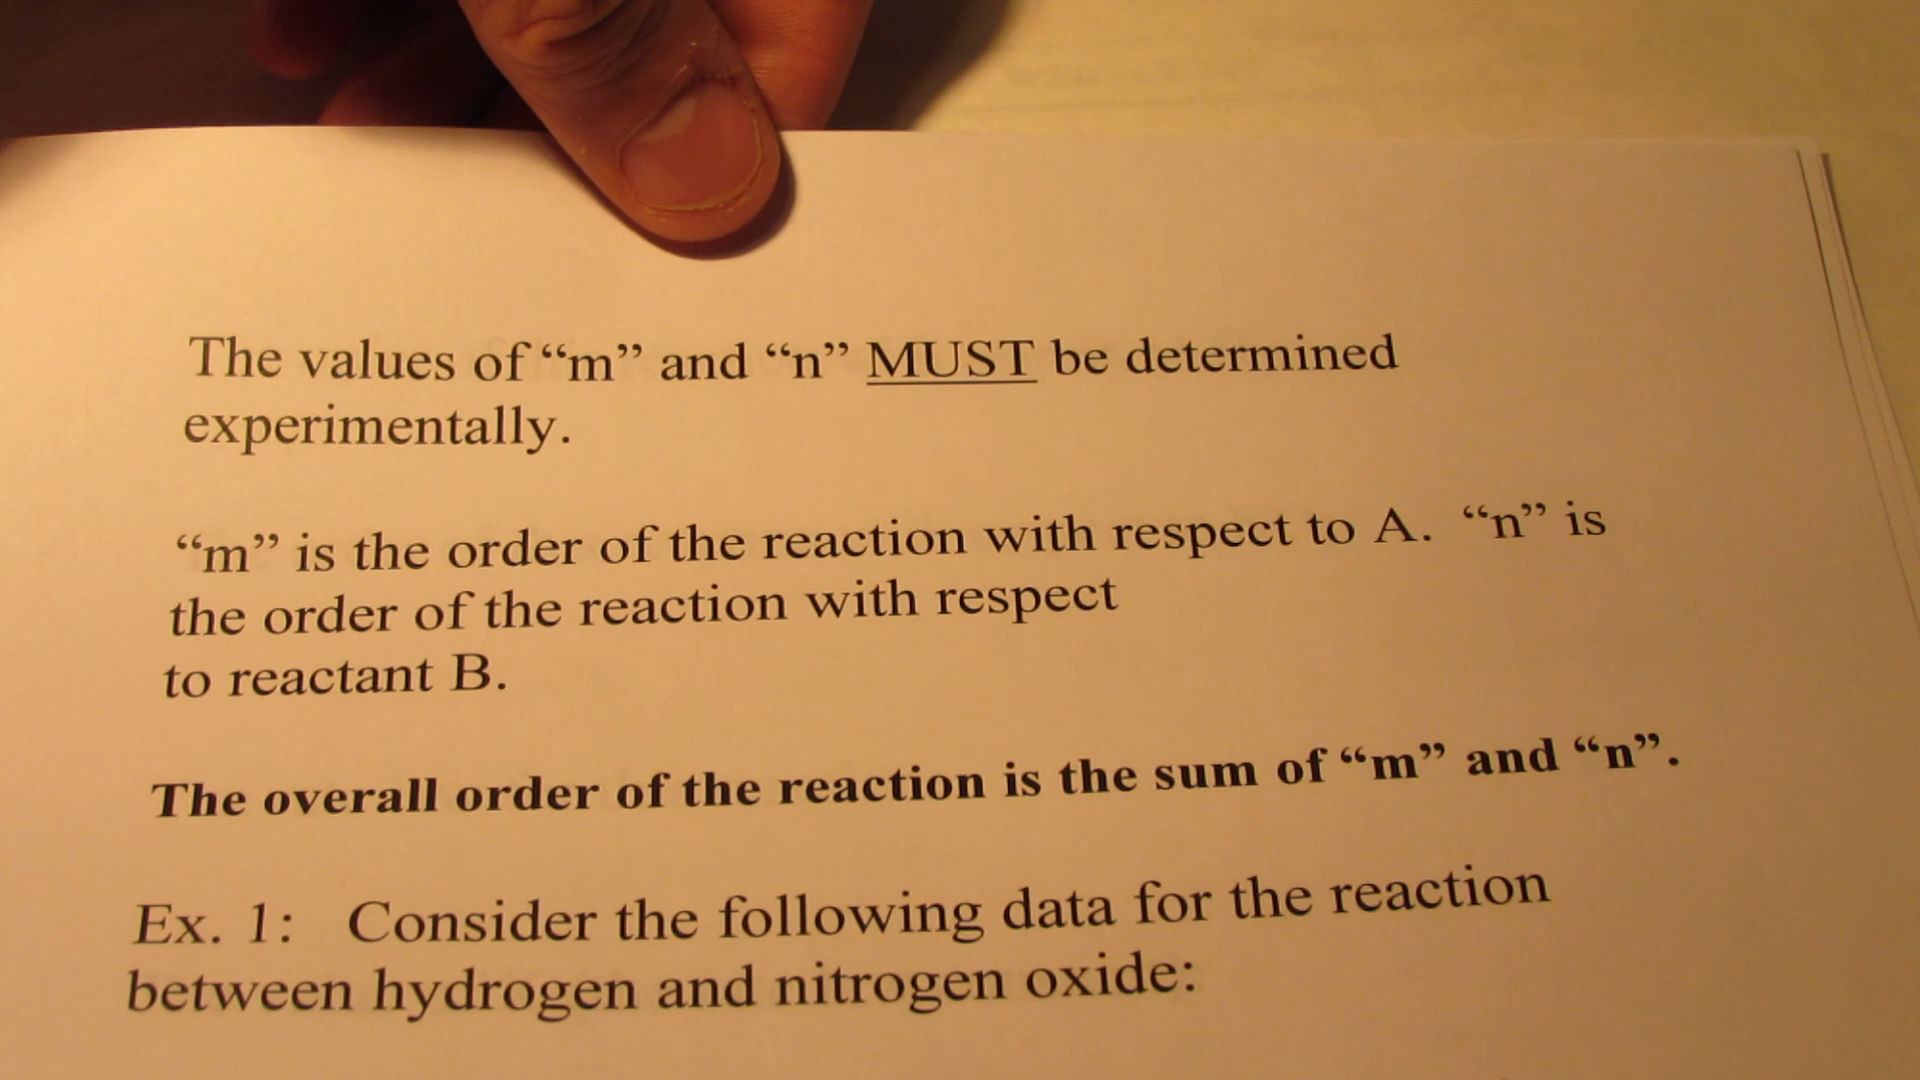 The values of “m” and “n” MUST be determined
experimentally.
“m” is the order of the reaction with respect to A. “n” is
the order of the reaction with respect
to reactant B.
The overall order of the reaction is the sum of “m” and “n”.
Ex. 1: Consider the following data for the reaction
between hydrogen and nitrogen oxide: